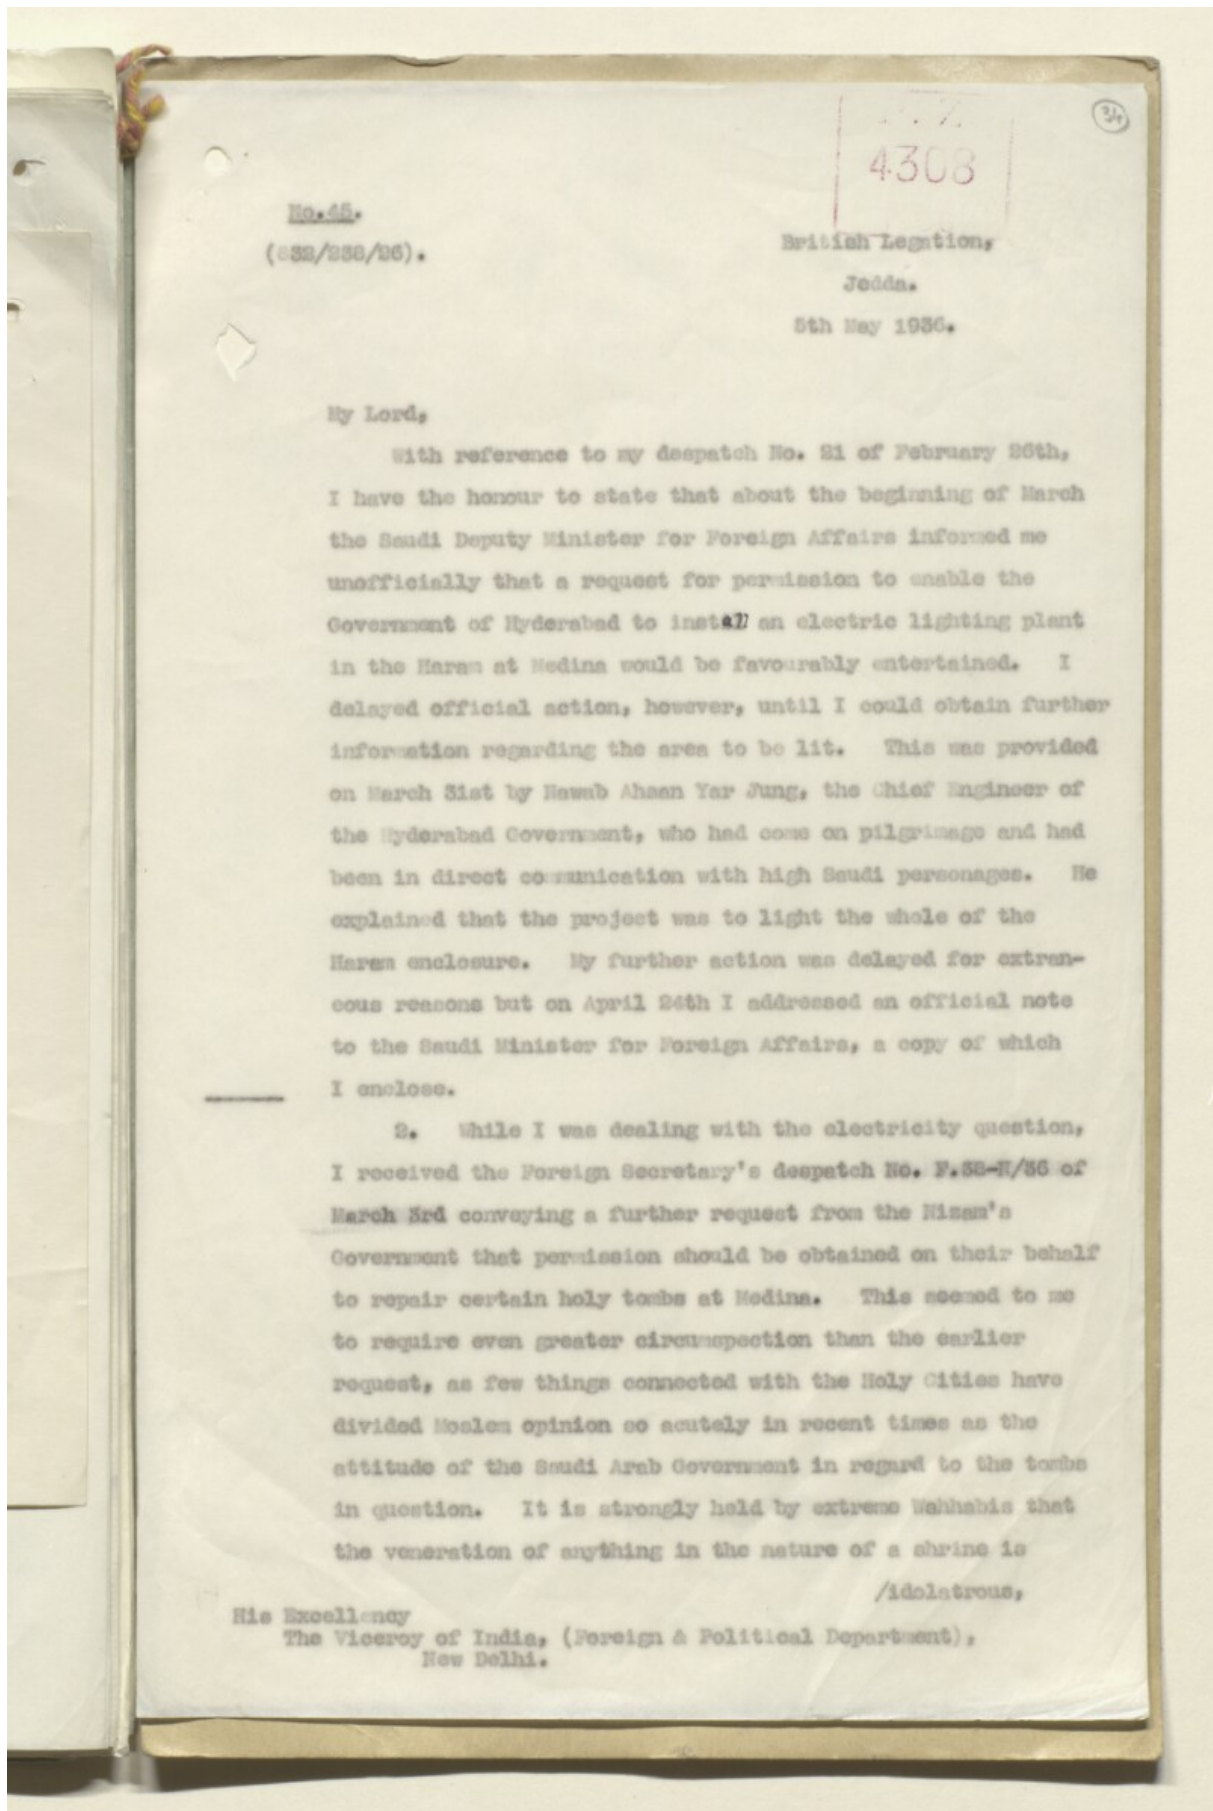 4308
No.45.
(832/238/26).
British Legation,
Jedda.
5th May 1936.
My Lord,
With reference to my despatch No. 21 of February 26th,
I have the honour to state that about the beginning of March
the Saudi Deputy Minister for Foreign Affairs informed me
unofficially that a request for permission to enable the
Government of Hyderabad to install an electric lighting plant
in the Haram at Medina would be favourably entertained. I
delayed official action, however, until I could obtain further
information regarding the area to be lit. This was provided
on March 31st by Nawab Ahsan Yar Jung, the Chief Engineer of
the Hyderabad Government, who had come on pilgrimage and had
been in direct communication with high Saudi personages. He
explained that the project was to light the whole of the
Haram enclosure. My further action was delayed for extran-
eous reasons but on April 24th I addressed an official note
to the Saudi Minister for Foreign Affairs, a copy of which
I enclose.
2. While I was dealing with the electricity question,
I received the Foreign Secretary's despatch No. F.38-N/36 of
March 3rd conveying a further request from the Nizam's
Government that permission should be obtained on their behalf
to repair certain holy tombs at Medina. This seemed to me
to require even greater circumspection than the earlier
request, as few things connected with the Holy Cities have
divided Moslem opinion so acutely in recent times as the
attitude of the Saudi Arab Government in regard to the tombs
in question. It is strongly held by extreme Wahhabis that
the veneration of anything in the nature of a shrine is
/idolatrous,
His Excellency
The Viceroy of India, (Foreign & Political Department),
New Delhi.